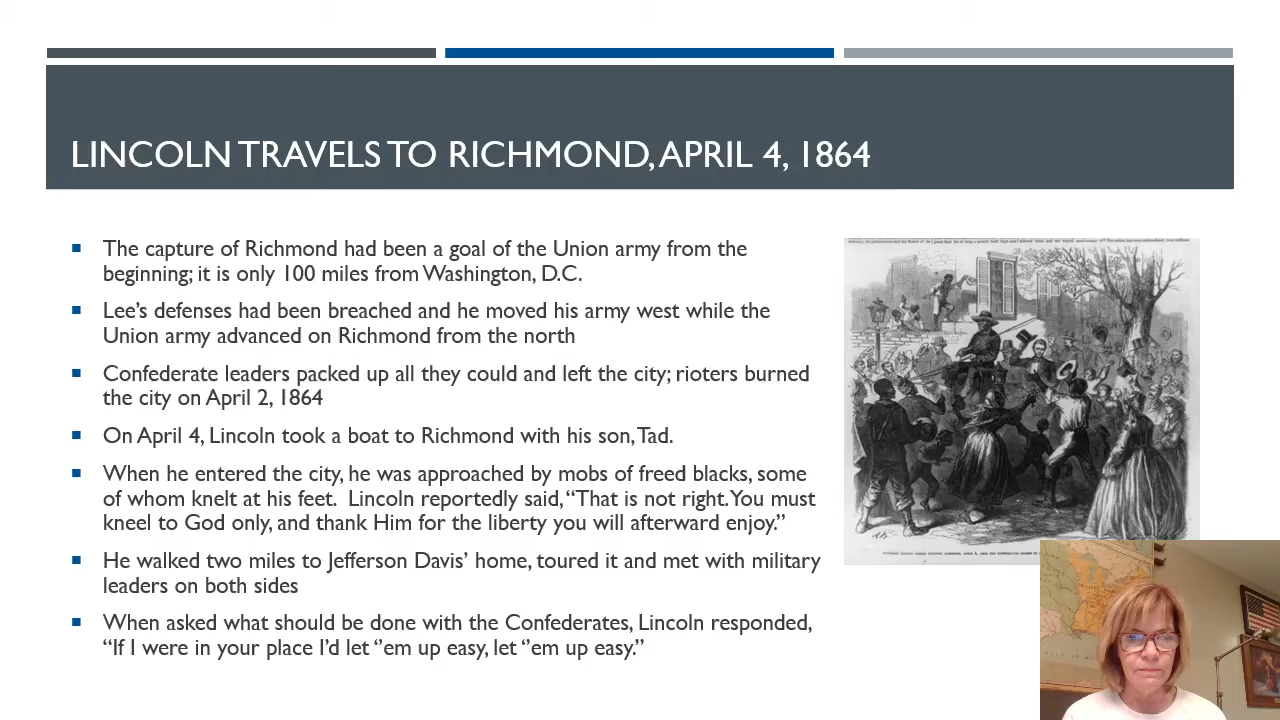 LINCOLN TRAVELS TO RICHMOND, APRIL 4, 1864
The capture of Richmond had been a goal of the Union army from the
beginning; it is only 100 miles from Washington, D.C.
Lee's defenses had been breached and he moved his army west while the
Union army advanced on Richmond from the north
Confederate leaders packed up all they could and left the city; rioters burned
the city on April 2, 1864
On April 4, Lincoln took a boat to Richmond with his son, Tad.
When he entered the city, he was approached by mobs of freed blacks, some
of whom knelt at his feet.  Lincoln reportedly said, “That is not right. You must
kneel to God only, and thank Him for the liberty you will afterward enjoy.”
He walked two miles to Jefferson Davis’ home, toured it and met with military
leaders on both sides
When asked what should be done with the Confederates, Lincoln responded,
“If I were in your place I’d let ‘’em up easy, let ‘’em up easy.”